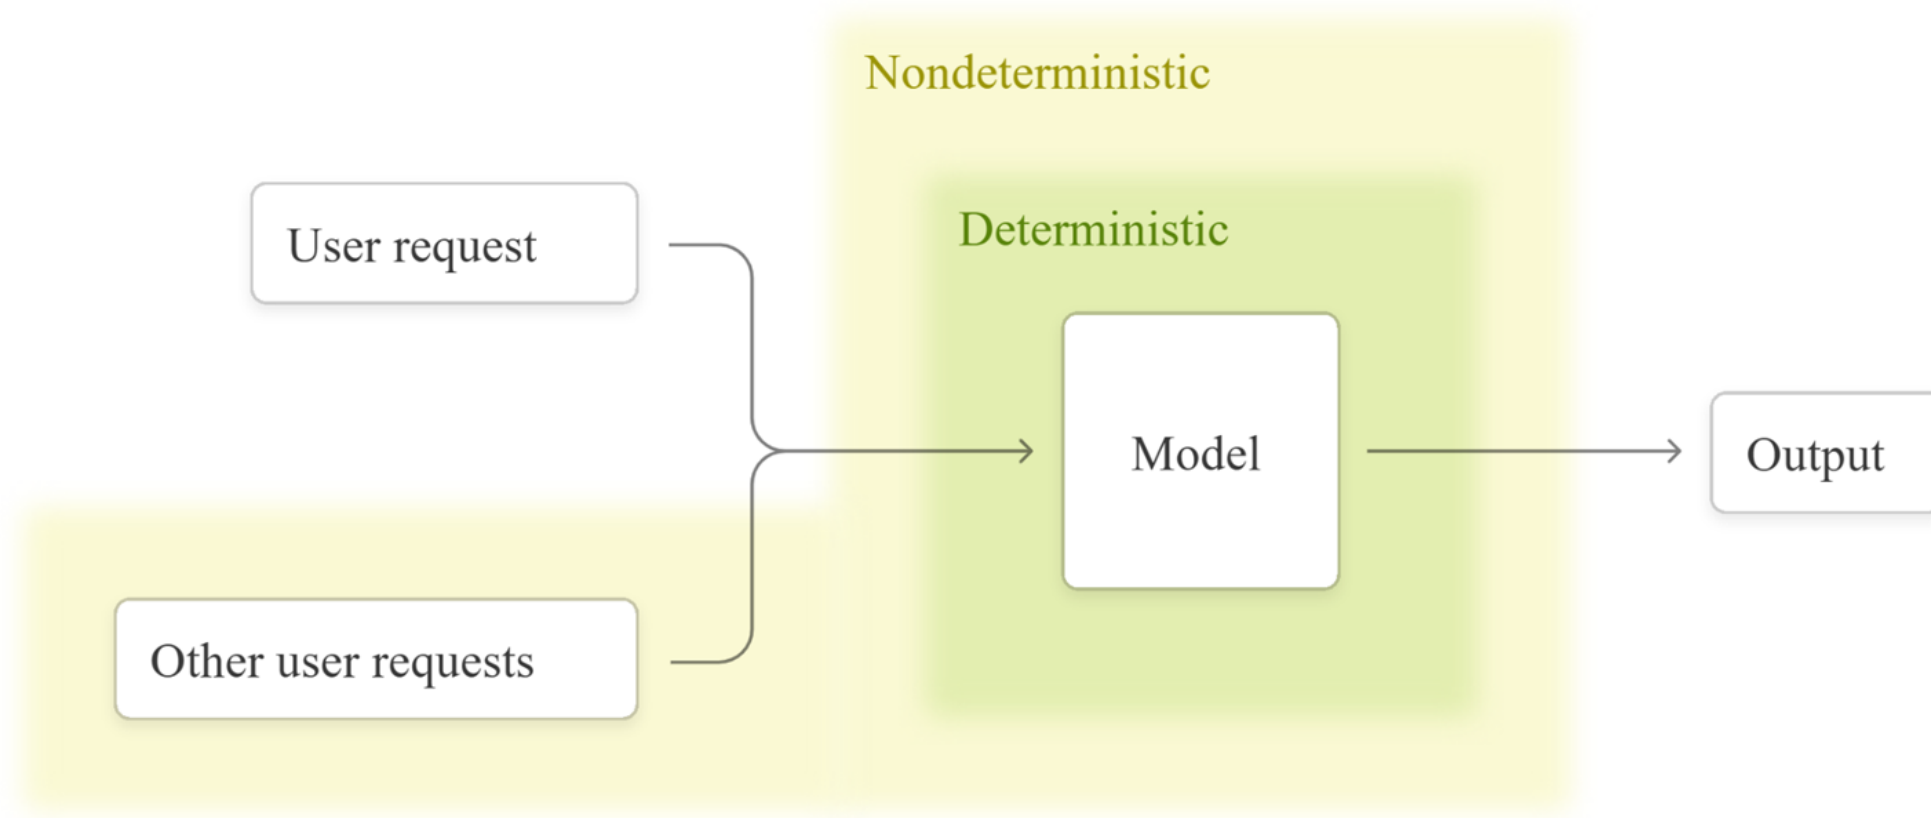 Nondeterministic
User request
Deterministic
Model
Output
Other user requests